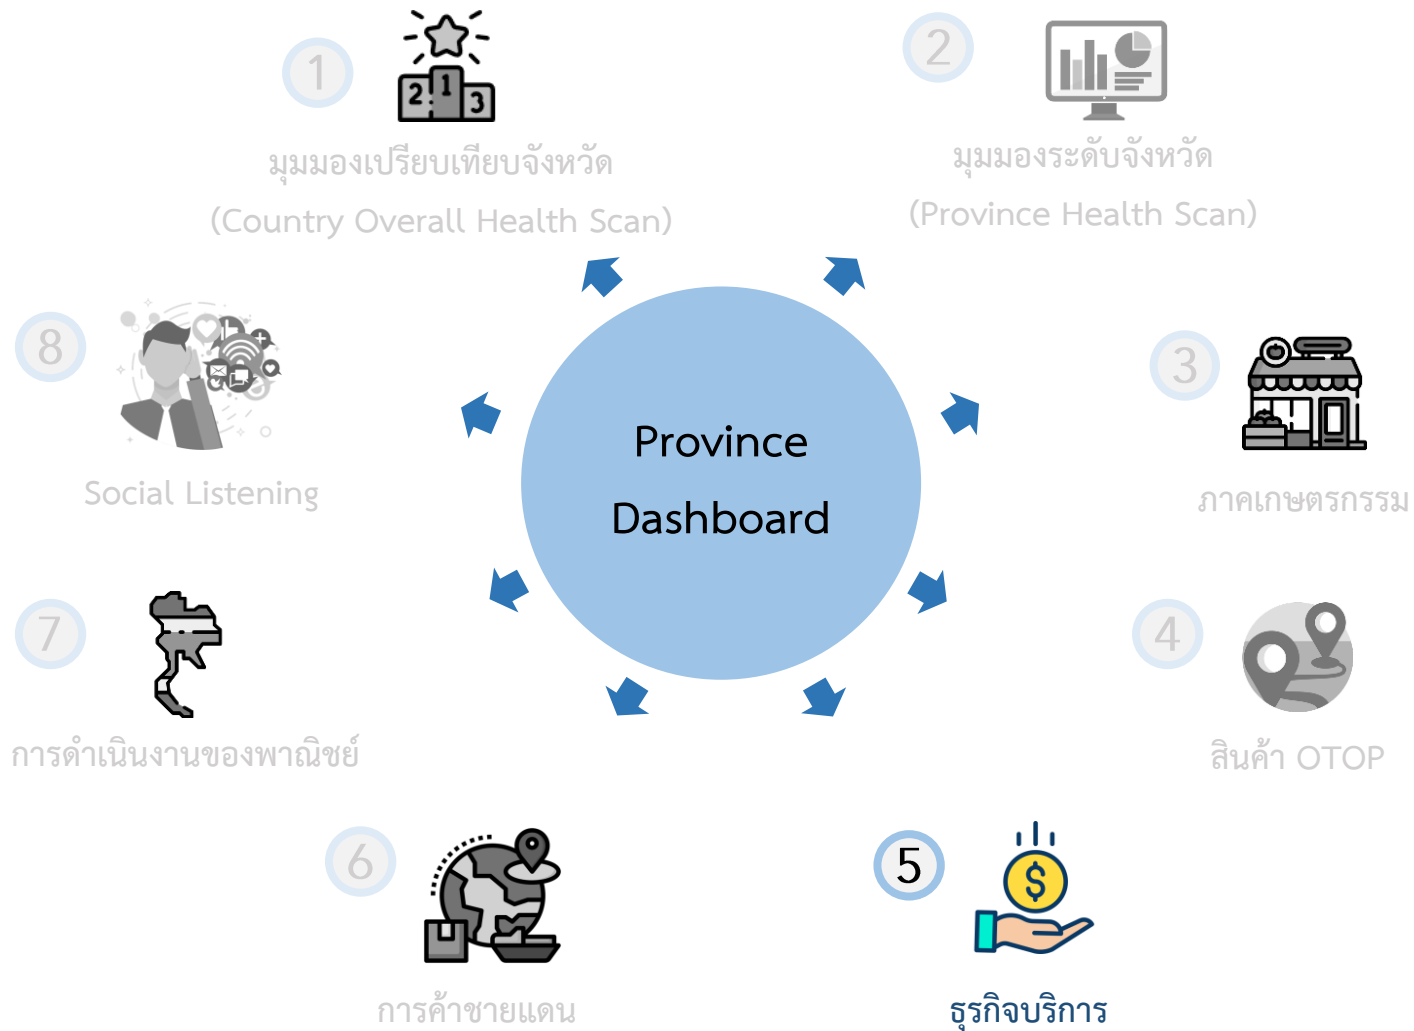 1
2 1 3
มุมมองเปรียบเทียบจังหวัด
(Country Overall Health Scan)
2
มุมมองระดับจังหวัด
(Province Health Scan)
3
ภาคเกษตรกรรม
4
สินค้า OTOP
5
$
ธุรกิจบริการ
6
การค้าชายแดน
7
การดำเนินงานของพาณิชย์
8
Social Listening
Province
Dashboard